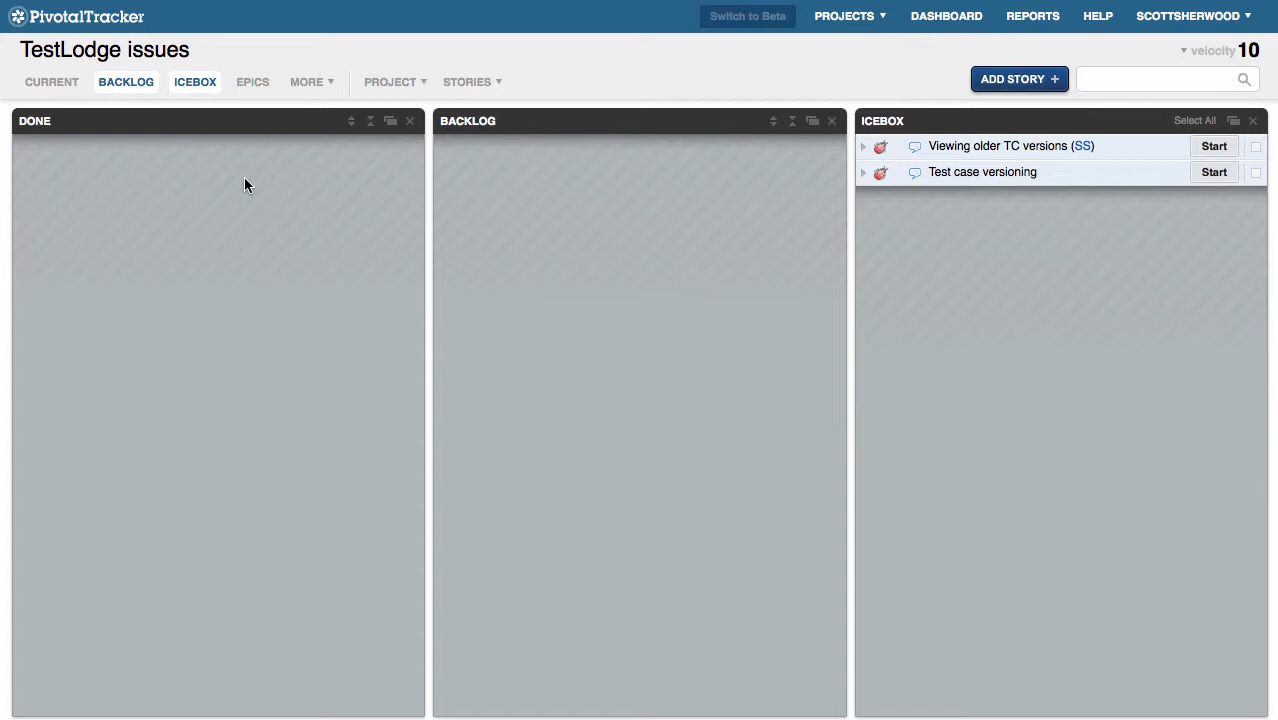 PivotalTracker
Switch to Beta PROJECTS DASHBOARD REPORTS HELP SCOTTSHERWOOD
TestLodge issues
velocity 10
CURRENT BACKLOG ICEBOX EPICS MORE PROJECT STORIES
ADD STORY +
DONE
BACKLOG
ICEBOX Select All
Viewing older TC versions (SS) Start
Test case versioning Start